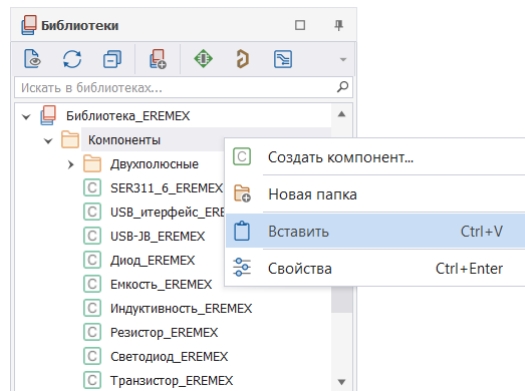 Библиотеки
Искать в библиотеках...
Библиотека_EREMEX
Компоненты
Двухполюсные
SER311_6_EREMEX
USB_итерфейс_ERE
USB-JB_EREMEX
Диод_EREMEX
Емкость_EREMEX
Индуктивность_EREMEX
Резистор_EREMEX
Светодиод_EREMEX
Транзистор_EREMEX
Создать компонент...
Новая папка
Вставить Ctrl+V
Свойства Ctrl+Enter